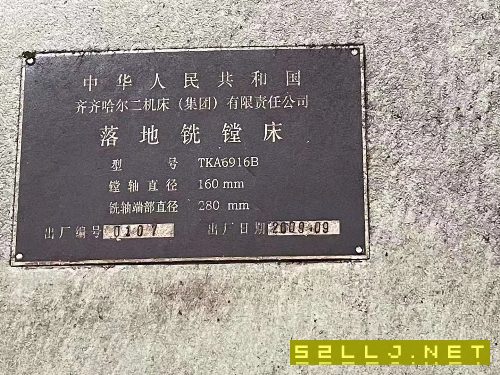 中华人民共和国
齐齐哈尔二机床（集团）有限责任公司
落地铣镗床
型号 TKA6916B
镗轴直径 160 mm
铣轴端部直径 280 mm
出厂编号 0107 出厂日期 2009.09
52LLJ.NET